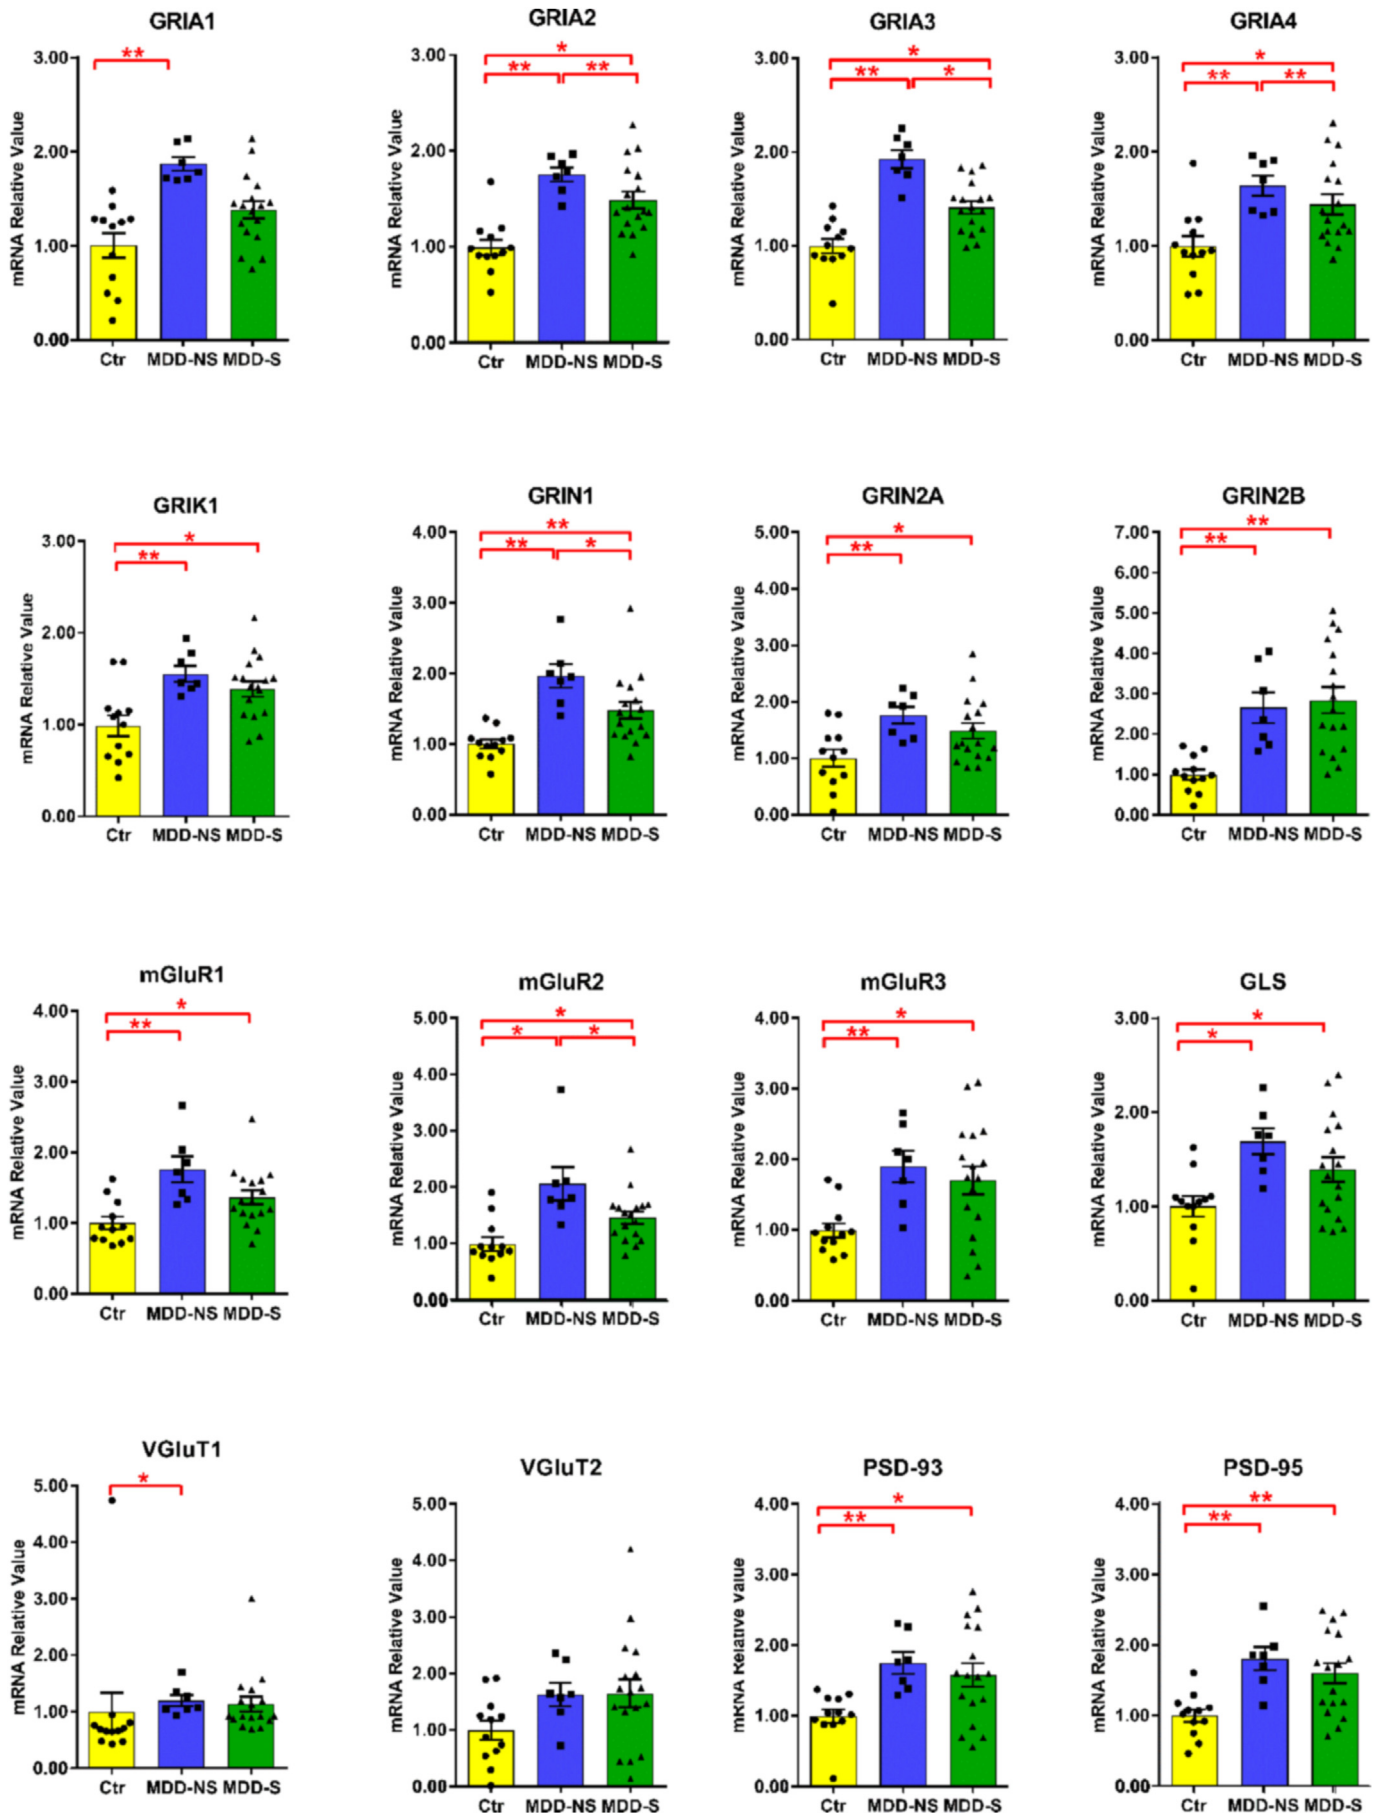 GRIA1
GRIA2
GRIA3
GRIA4
mRNA Relative Value
3.00
2.00
1.00
0.00
**
Ctr MDD-NS MDD-S
mRNA Relative Value
3.00
2.00
1.00
0.00
*
** **
Ctr MDD-NS MDD-S
mRNA Relative Value
3.00
2.00
1.00
0.00
*
** *
Ctr MDD-NS MDD-S
mRNA Relative Value
3.00
2.00
1.00
0.00
*
** **
Ctr MDD-NS MDD-S
GRIK1
GRIN1
GRIN2A
GRIN2B
mRNA Relative Value
3.00
2.00
1.00
0.00
*
**
Ctr MDD-NS MDD-S
mRNA Relative Value
4.00
3.00
2.00
1.00
0.00
**
** *
Ctr MDD-NS MDD-S
mRNA Relative Value
5.00
4.00
3.00
2.00
1.00
0.00
*
**
Ctr MDD-NS MDD-S
mRNA Relative Value
7.00
6.00
5.00
4.00
3.00
2.00
1.00
0.00
**
**
Ctr MDD-NS MDD-S
mGluR1
mGluR2
mGluR3
GLS
mRNA Relative Value
4.00
3.00
2.00
1.00
0.00
*
**
Ctr MDD-NS MDD-S
mRNA Relative Value
5.00
4.00
3.00
2.00
1.00
0.00
*
* *
Ctr MDD-NS MDD-S
mRNA Relative Value
4.00
3.00
2.00
1.00
0.00
*
**
Ctr MDD-NS MDD-S
mRNA Relative Value
3.00
2.00
1.00
0.00
*
*
Ctr MDD-NS MDD-S
VGluT1
VGluT2
PSD-93
PSD-95
mRNA Relative Value
5.00
4.00
3.00
2.00
1.00
0.00
*
Ctr MDD-NS MDD-S
mRNA Relative Value
5.00
4.00
3.00
2.00
1.00
0.00
Ctr MDD-NS MDD-S
mRNA Relative Value
4.00
3.00
2.00
1.00
0.00
*
**
Ctr MDD-NS MDD-S
mRNA Relative Value
4.00
3.00
2.00
1.00
0.00
**
**
Ctr MDD-NS MDD-S